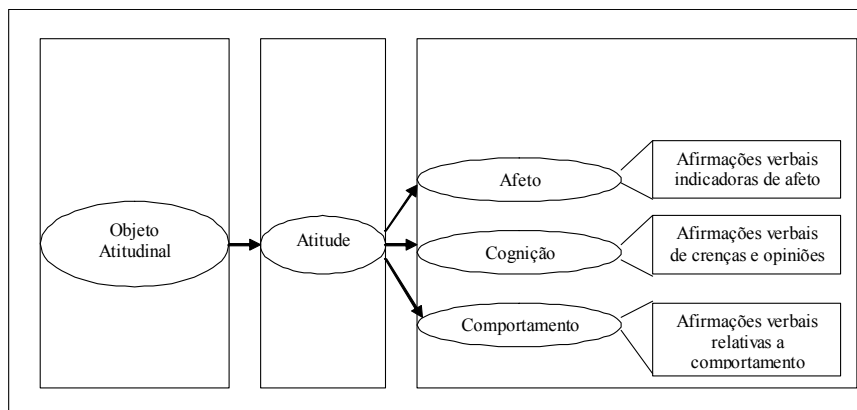 Objeto
Atitudinal
Atitude
Afeto
Afirmações verbais
indicadoras de afeto
Cognição
Afirmações verbais
de crenças e opiniões
Comportamento
Afirmações verbais
relativas a
comportamento